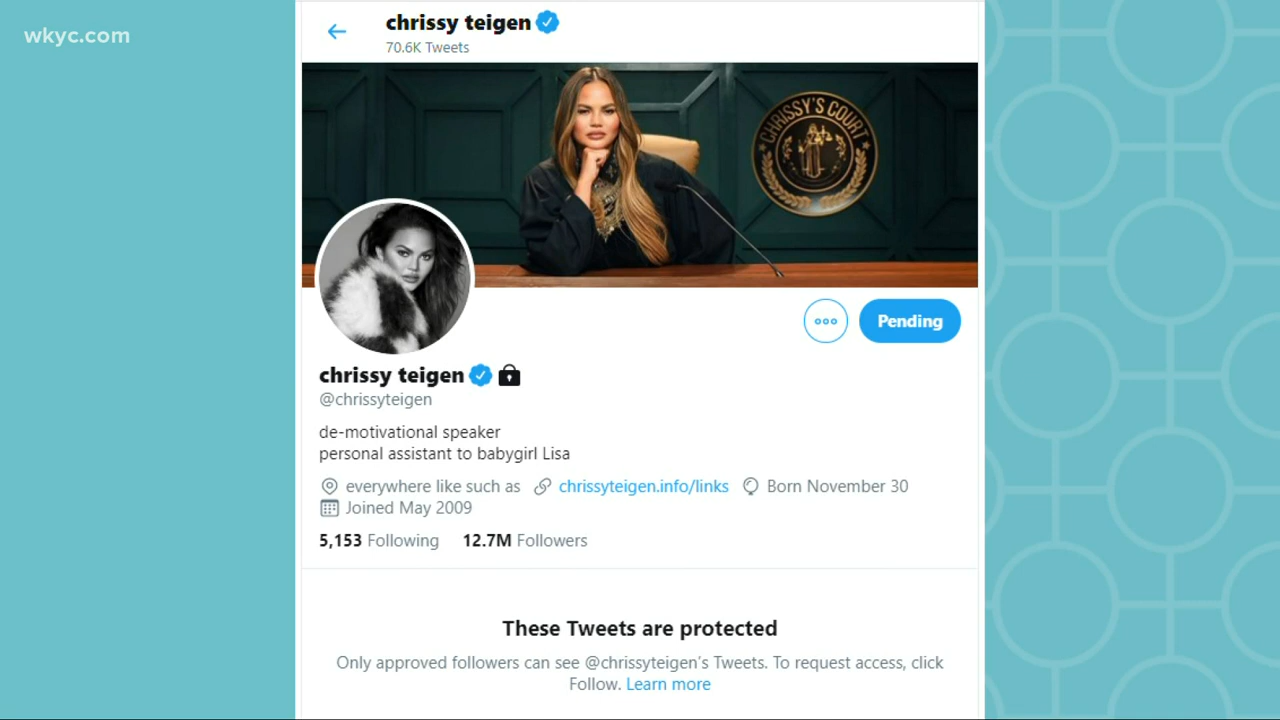 wkyc.com
chrissy teigen
70.6K Tweets
CHRISSY'S COURT
Pending
chrissy teigen
@chrissyteigen
de-motivational speaker
personal assistant to babygirl Lisa
everywhere like such as chrissyteigen.info/links Born November 30
Joined May 2009
5,153 Following 12.7M Followers
These Tweets are protected
Only approved followers can see @chrissyteigen's Tweets. To request access, click
Follow. Learn more